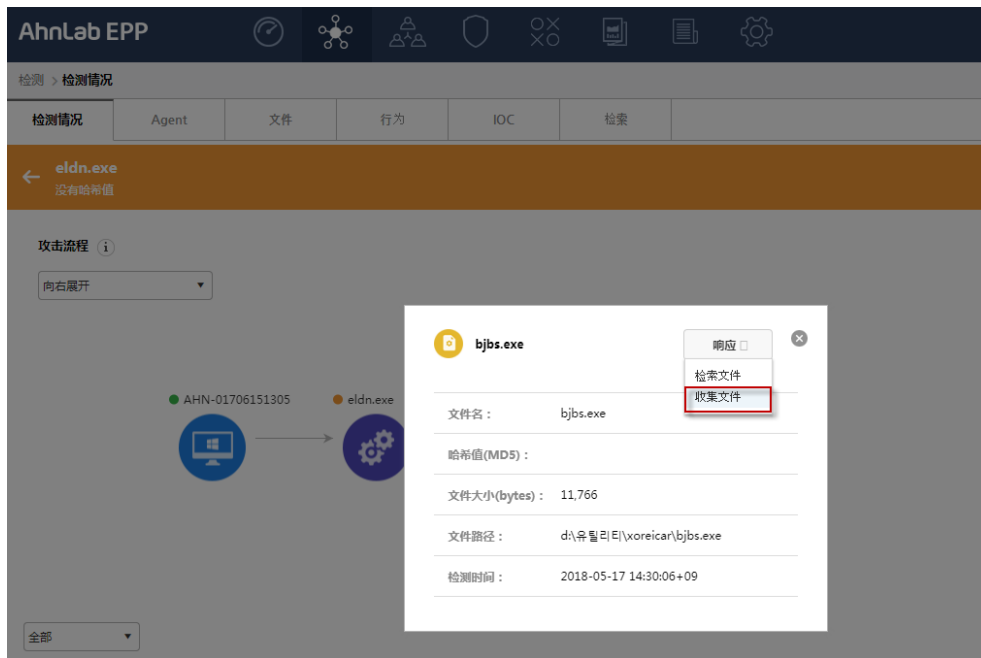 AhnLab EPP
检测 > 检测情况
检测情况 Agent 文件 行为 IOC 检索
eldn.exe
没有哈希值
攻击流程 i
向右展开
bjbs.exe
响应
检索文件
收集文件
AHN-01706151305 eldn.exe
文件名： bjbs.exe
哈希值(MD5)：
文件大小(bytes)： 11,766
文件路径： d:\유틸리티\xoreicar\bjbs.exe
检测时间： 2018-05-17 14:30:06+09
全部